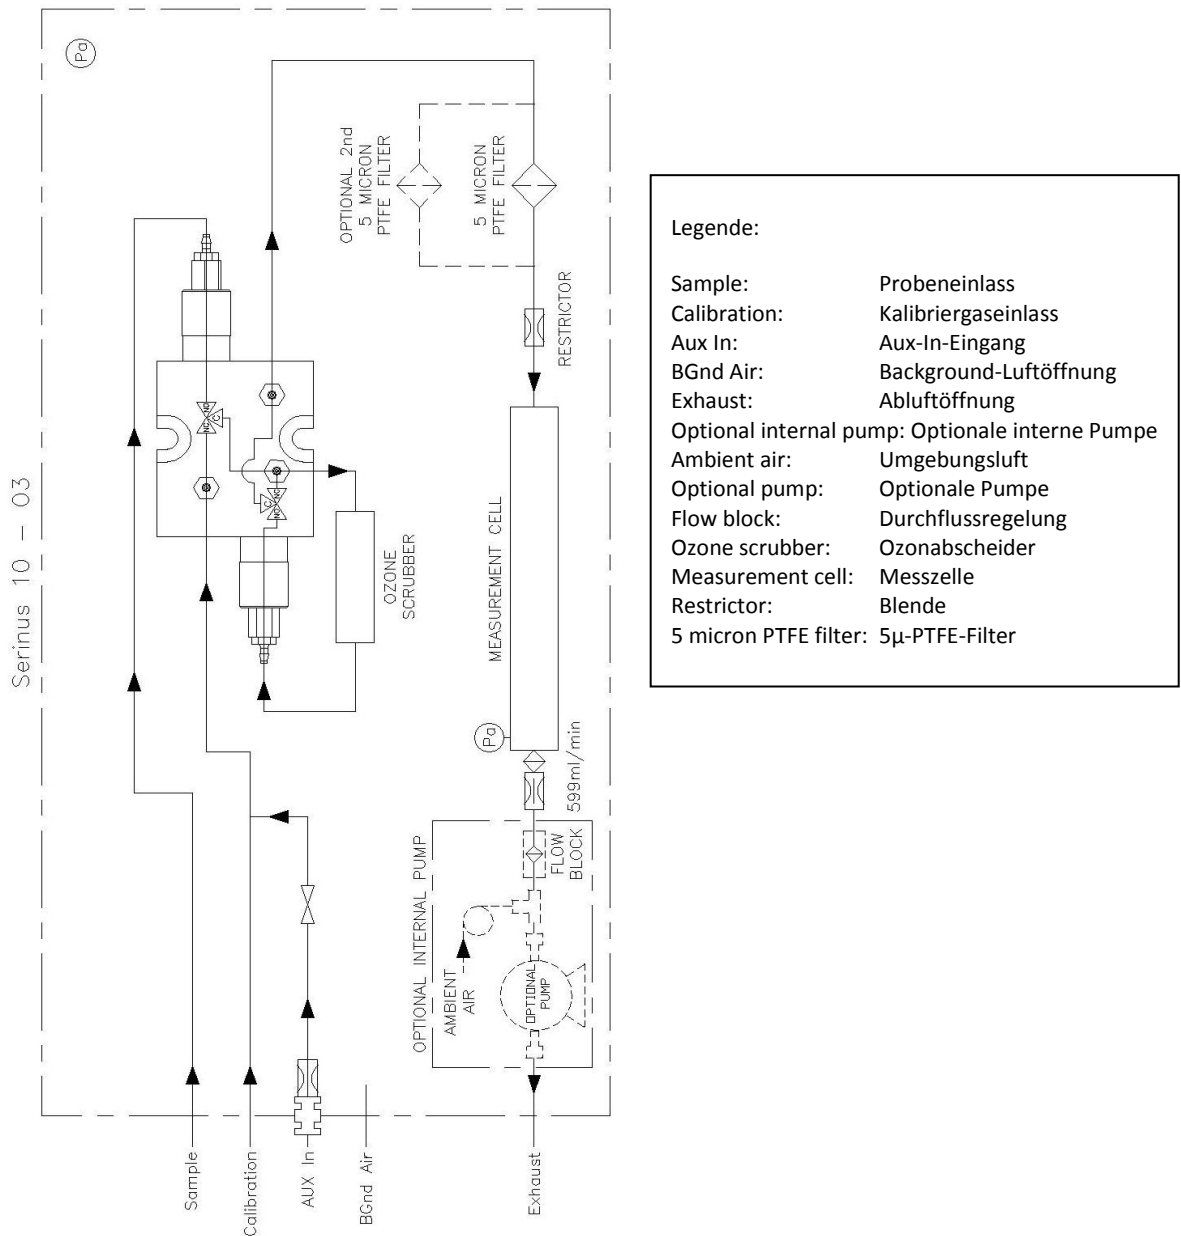 Serinus 10 – 03
Pa
OPTIONAL 2nd
5 MICRON
PTFE FILTER
5 MICRON
PTFE FILTER
RESTRICTOR
NC
NO
C
C
NO
NC
OZONE
SCRUBBER
MEASUREMENT CELL
Pa
599ml/min
OPTIONAL INTERNAL PUMP
FLOW
BLOCK
AMBIENT
AIR
OPTIONAL
PUMP
Sample
Calibration
AUX In
BGnd Air
Exhaust
Legende:
Sample: Probeneinlass
Calibration: Kalibriergaseinlass
Aux In: Aux-In-Eingang
BGnd Air: Background-Luftöffnung
Exhaust: Abluftöffnung
Optional internal pump: Optionale interne Pumpe
Ambient air: Umgebungsluft
Optional pump: Optionale Pumpe
Flow block: Durchflussregelung
Ozone scrubber: Ozonabscheider
Measurement cell: Messzelle
Restrictor: Blende
5 micron PTFE filter: 5µ-PTFE-Filter